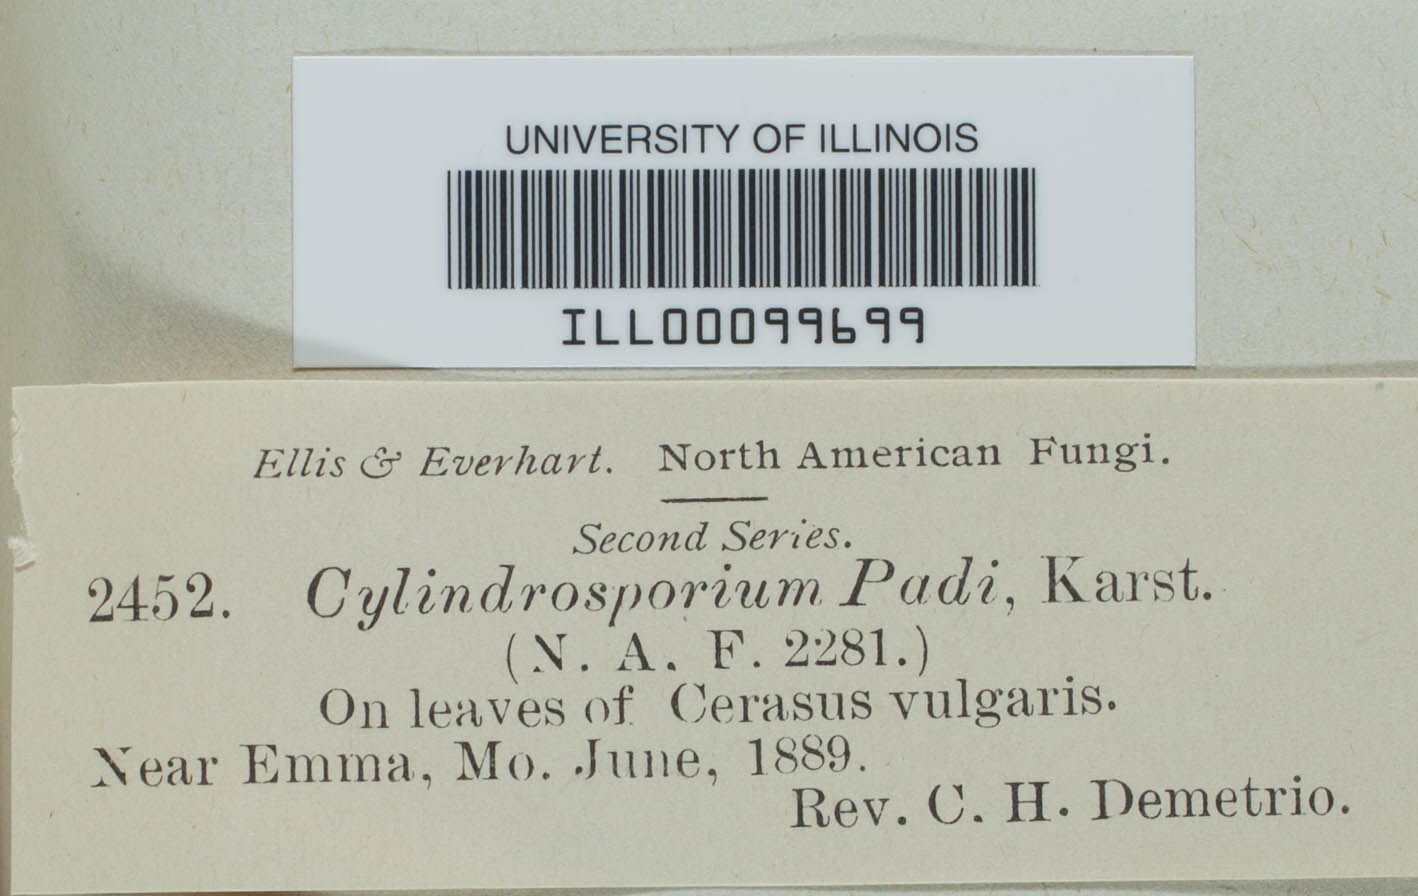 UNIVERSITY OF ILLINOIS
ILL00099699
Ellis & Everhart. North American Fungi.
Second Series.
2452. Cylindrosporium Padi, Karst.
(N. A. F. 2281.)
On leaves of Cerasus vulgaris.
Near Emma, Mo. June, 1889.
Rev. C. H. Demetrio.